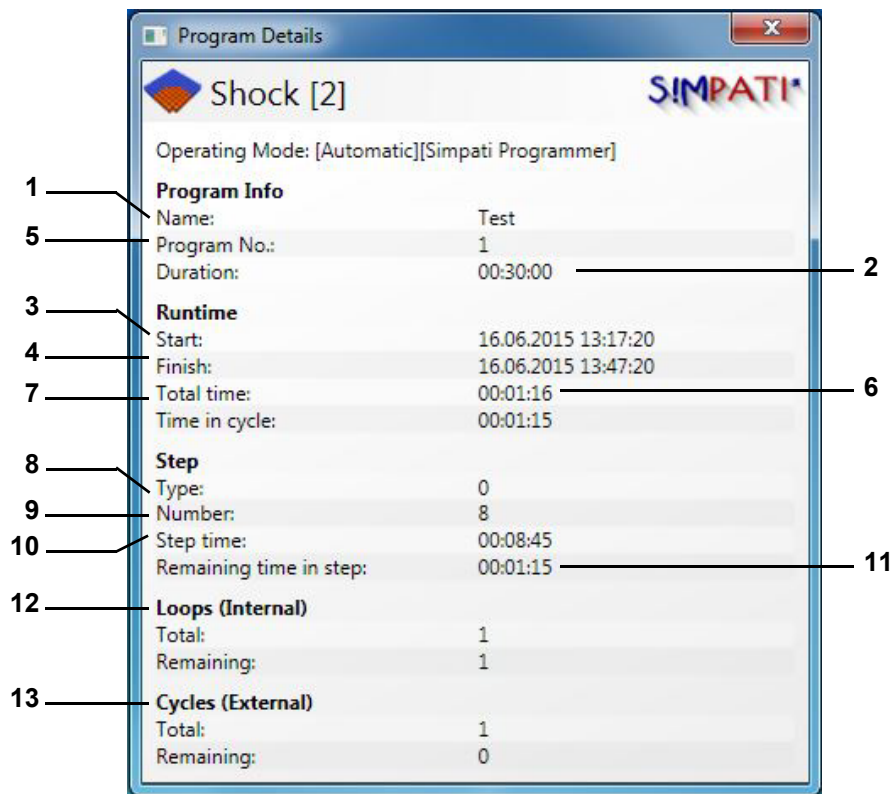 Program Details
Shock [2]
S!MPATI*
Operating Mode: [Automatic][Simpati Programmer]
1
Program Info
Name: Test
5
Program No.: 1
Duration: 00:30:00
2
3
Runtime
Start: 16.06.2015 13:17:20
4
Finish: 16.06.2015 13:47:20
7
Total time: 00:01:16
6
Time in cycle: 00:01:15
8
Step
Type: 0
9
Number: 8
10
Step time: 00:08:45
Remaining time in step: 00:01:15
11
12
Loops (Internal)
Total: 1
Remaining: 1
13
Cycles (External)
Total: 1
Remaining: 0